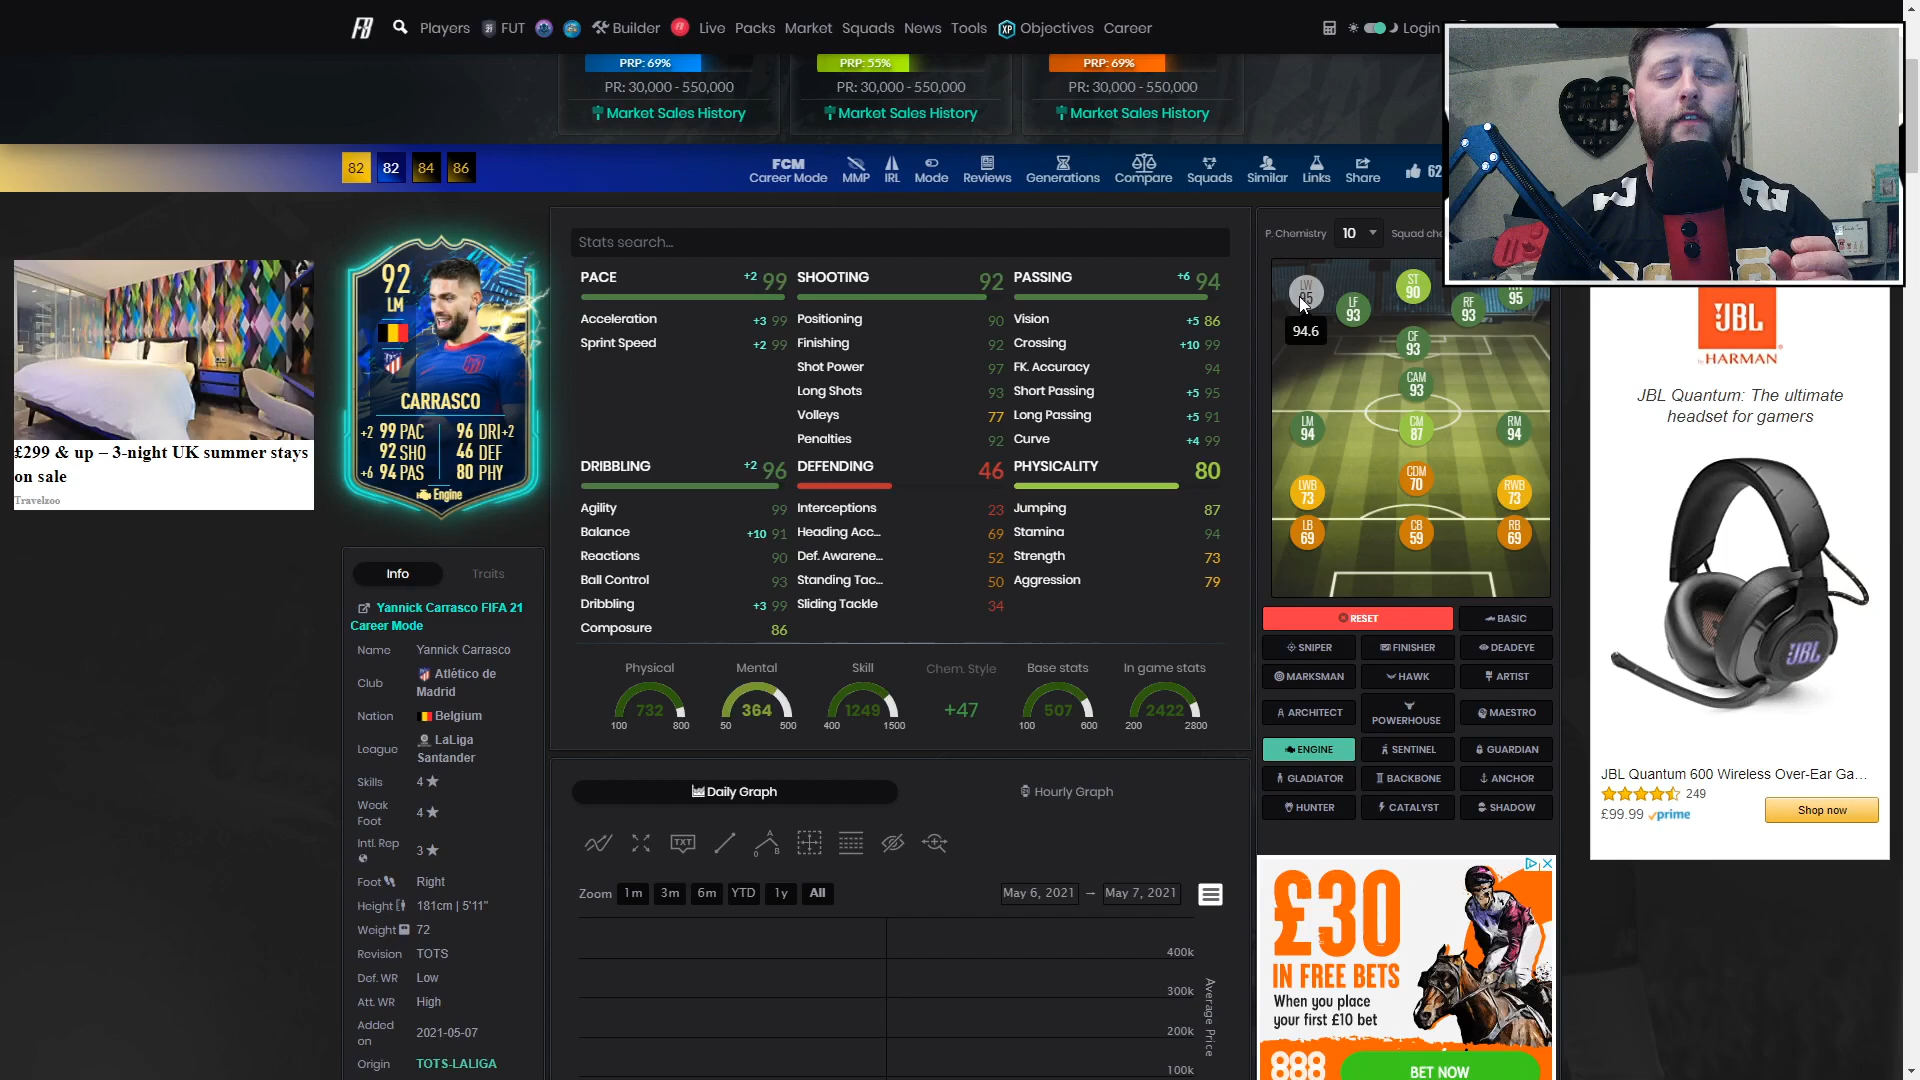 Players FUT Builder Live Packs Market Squads News Tools XP Objectives Career Login
PRP: 69% PRP: 55% PRP: 69%
PR: 30,000 - 550,000 PR: 30,000 - 550,000 PR: 30,000 - 550,000
Market Sales History Market Sales History Market Sales History
82 82 84 86
FCM
Career Mode MMP IRL Mode Reviews Generations Compare Squads Similar Links Share 62
Stats search...
P. Chemistry 10 Squad che
92
LM
CARRASCO
+2 99 PAC 96 DRI+2
92 SHO 46 DEF
+6 94 PAS 80 PHY
Engine
PACE +2 99
Acceleration +3 99
Sprint Speed +2 99
SHOOTING 92
Positioning 90
Finishing 92
Shot Power 97
Long Shots 93
Volleys 77
Penalties 92
PASSING +6 94
Vision +5 86
Crossing +10 99
FK. Accuracy 94
Short Passing +5 95
Long Passing +5 91
Curve +4 99
DRIBBLING +2 96
Agility 99
Balance +10 91
Reactions 90
Ball Control 93
Dribbling +3 99
Composure 86
DEFENDING 46
Interceptions 23
Heading Acc... 69
Def. Awarene... 52
Standing Tac... 50
Sliding Tackle 34
PHYSICALITY 80
Jumping 87
Stamina 94
Strength 73
Aggression 79
Physical 732 100 800
Mental 364 50 500
Skill 1249 400 1500
Chem. Style +47
Base stats 507 100 600
In game stats 2422 200 2800
LW 95
94.6
ST 90
LF 93
RF 93
95
CF 93
CAM 93
LM 94
CM 87
RM 94
CDM 70
LWB 73
RWB 73
LB 69
CB 59
RB 69
RESET BASIC
SNIPER FINISHER DEADEYE
MARKSMAN HAWK ARTIST
ARCHITECT POWERHOUSE MAESTRO
ENGINE SENTINEL GUARDIAN
GLADIATOR BACKBONE ANCHOR
HUNTER CATALYST SHADOW
Info Traits
Yannick Carrasco FIFA 21
Career Mode
Name Yannick Carrasco
Club Atlético de
Madrid
Nation Belgium
League LaLiga
Santander
Skills 4
Weak
Foot 4
Intl. Rep 3
Foot Right
Height 181cm | 5'11"
Weight 72
Revision TOTS
Def. WR Low
Att. WR High
Added
on 2021-05-07
Origin TOTS-LALIGA
Daily Graph Hourly Graph
TXT
Zoom 1m 3m 6m YTD 1y All May 6, 2021 → May 7, 2021
400k
300k
200k
100k
Average Price
£299 & up – 3-night UK summer stays
on sale
Travelzoo
£30
IN FREE BETS
When you place
your first £10 bet
888
BET NOW
JBL
by HARMAN
JBL Quantum: The ultimate
headset for gamers
JBL
JBL Quantum 600 Wireless Over-Ear Ga...
249
£99.99 prime
Shop now